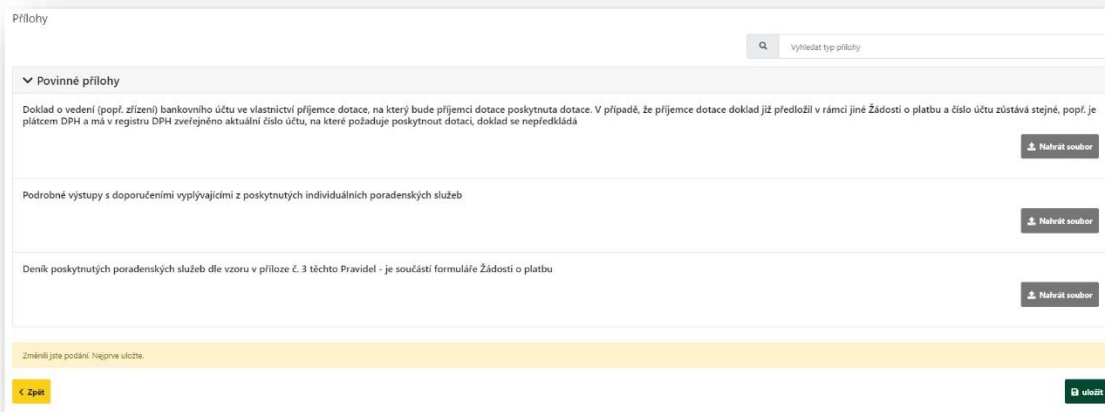 Přílohy
Vyhledat typ přílohy
Povinné přílohy
Doklad o vedení (popř. zřízení) bankovního účtu ve vlastnictví příjemce dotace, na který bude příjemci dotace poskytnuta dotace. V případě, že příjemce dotace doklad již předložil v rámci jiné Žádosti o platbu a číslo účtu zůstává stejné, popř. je
plátcem DPH a má v registru DPH zveřejněno aktuální číslo účtu, na které požaduje poskytnout dotaci, doklad se nepředkládá
Nahrát soubor
Podrobné výstupy s doporučeními vyplývajícími z poskytnutých individuálních poradenských služeb
Nahrát soubor
Deník poskytnutých poradenských služeb dle vzoru v příloze č. 3 těchto Pravidel - je součástí formuláře Žádosti o platbu
Nahrát soubor
Změnili jste podání. Nejprve uložte.
Zpět
uložit